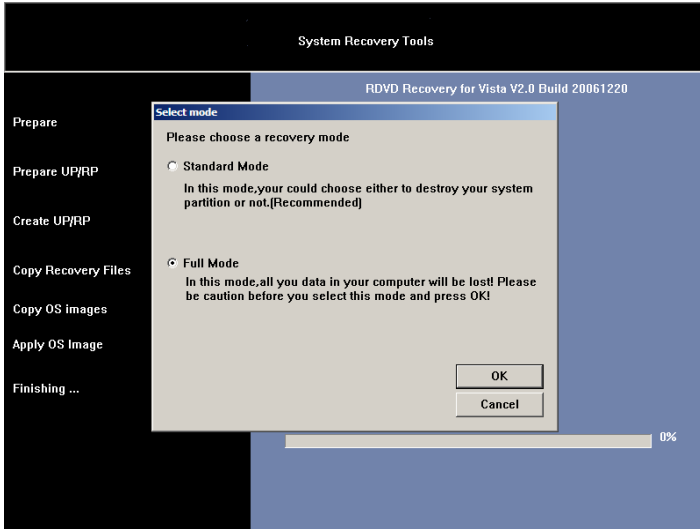 System Recovery Tools
RDVD Recovery for Vista V2.0 Build 20061220
Prepare
Prepare UP/RP
Create UP/RP
Copy Recovery Files
Copy OS images
Apply OS Image
Finishing ...
Select mode
Please choose a recovery mode
Standard Mode
In this mode,your could choose either to destroy your system
partition or not.(Recommended)
Full Mode
In this mode,all you data in your computer will be lost! Please
be caution before you select this mode and press OK!
OK
Cancel
0%